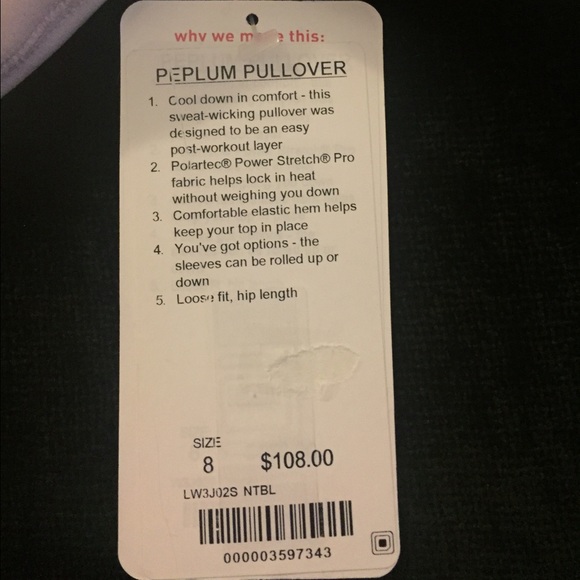 why we made this:
PEPLUM PULLOVER
1. Cool down in comfort - this
sweat-wicking pullover was
designed to be an easy
post-workout layer
2. Polartec® Power Stretch® Pro
fabric helps lock in heat
without weighing you down
3. Comfortable elastic hem helps
keep your top in place
4. You've got options - the
sleeves can be rolled up or
down
5. Loose fit, hip length
SIZE
8 $108.00
LW3J02S NTBL
000003597343